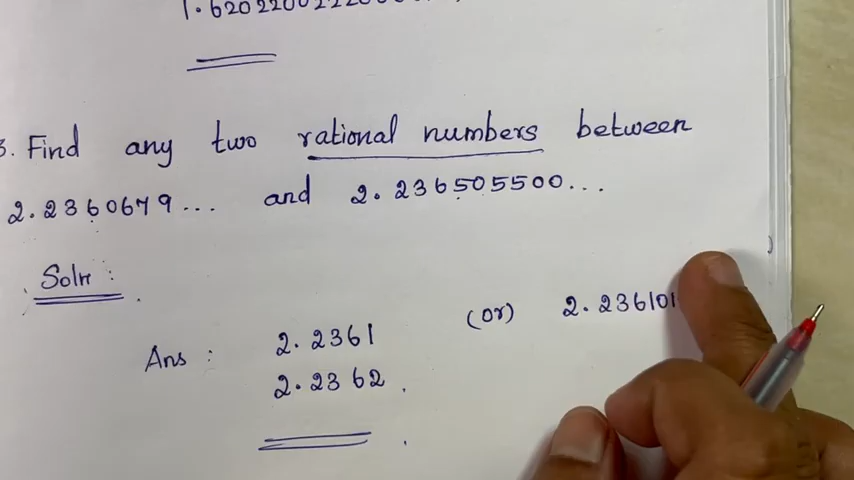 3. Find any two rational numbers between
2.2360679... and 2.236505500...
Soln :
Ans : 2.2361 (or) 2.236101
2.2362.